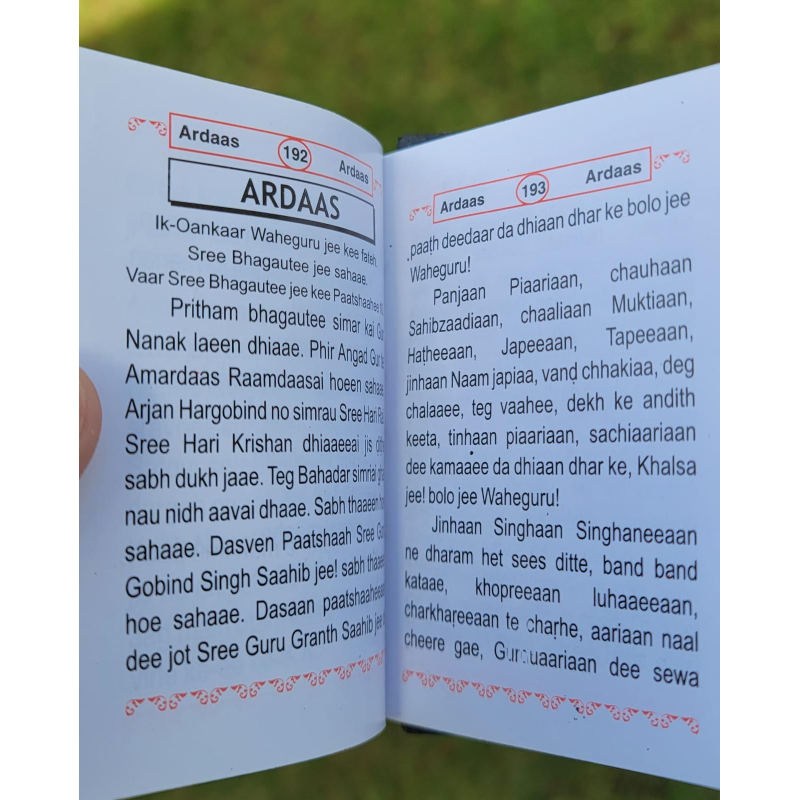 Ardaas 192 Ardaas
ARDAAS
Ik-Oankaar Waheguru jee kee fateh.
Sree Bhagautee jee sahaae.
Vaar Sree Bhagautee jee kee Paatshaahee
Pritham bhagautee simar kai
Nanak laeen dhiaae. Phir Angad Gur
Amardaas Raamdaasai hoeen sahaae.
Arjan Hargobind no simrau Sree Hari
Sree Hari Krishan dhiaaeeai jis
sabh dukh jaae. Teg Bahadar simriai
nau nidh aavai dhaae. Sabh thaaeen
sahaae. Dasven Paatshaah Sree
Gobind Singh Saahib jee! sabh
hoe sahaae. Dasaan
dee jot Sree Guru Granth Saahib jee
Ardaas 193 Ardaas
paaṭh deedaar da dhiaan dhar ke bolo jee
Waheguru!
Panjaan Piaariaan, chauhaan
Sahibzaadiaan, chaaliaan Muktiaan,
Haṭheeaan, Japeeaan, Tapeeaan,
jinhaan Naam japiaa, vanḍ chhakiaa, deg
chalaaee, teg vaahee, dekh ke andith
keeta, tinhaan piaariaan, sachiaariaan
dee kamaaee da dhiaan dhar ke, Khalsa
jee! bolo jee Waheguru!
Jinhaan Singhaan Singhaneeaan
ne dharam het sees ditte, band band
kataae, khopreeaan luhaaeeaan,
charkhaṛeeaan te charhe, aariaan naal
cheere gae, dee sewa